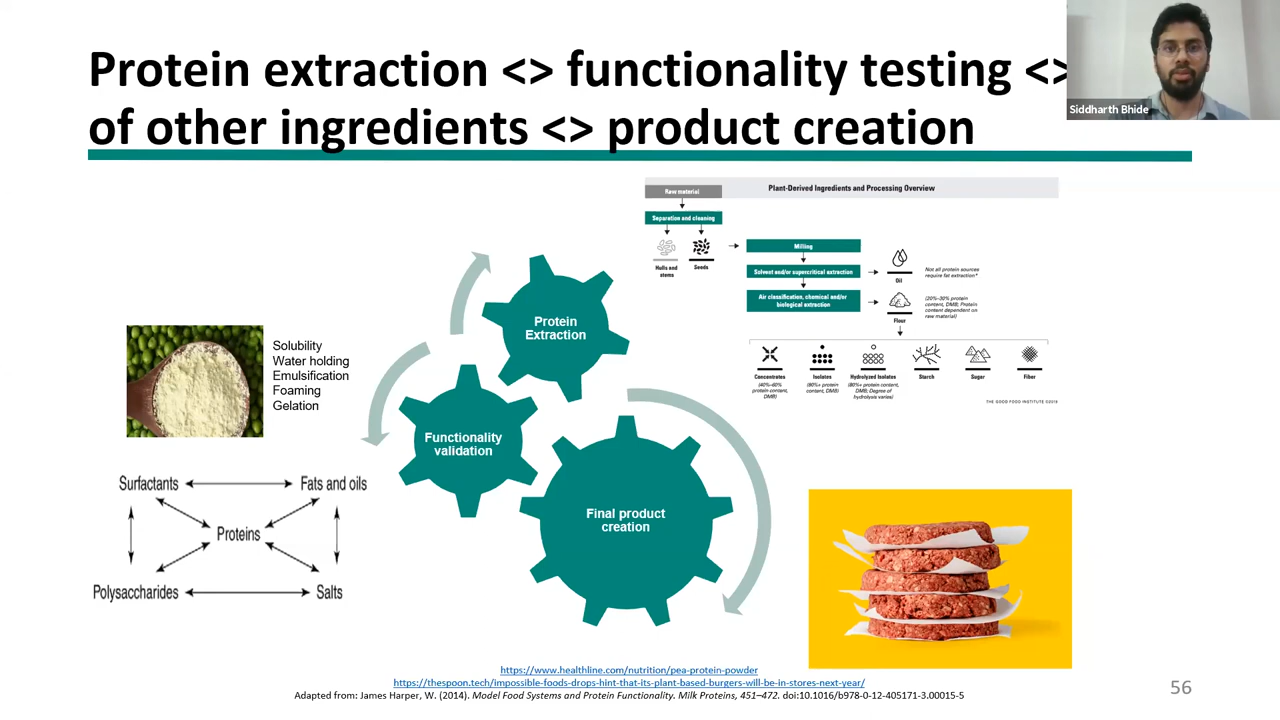 Protein extraction <> functionality testing <>
of other ingredients <> product creation
Siddharth Bhide
Plant-Derived Ingredients and Processing Overview
Raw material
Separation and cleaning
Hulls and
stems
Seeds
Milling
Solvent and/or supercritical extraction
Oil
Not all protein sources
require fat extraction*
Air classification, chemical and/or
biological extraction
Flour
(20%–30% protein
content, DMB; Protein
content dependent on
raw material)
Concentrates
(40%–60%
protein content,
DMB)
Isolates
(80%+ protein
content, DMB)
Hydrolyzed Isolates
(80%+ protein content,
DMB; Degree of
hydrolysis varies)
Starch
Sugar
Fiber
THE GOOD FOOD INSTITUTE ©2019
Protein
Extraction
Functionality
validation
Final product
creation
Solubility
Water holding
Emulsification
Foaming
Gelation
Surfactants
Fats and oils
Proteins
Polysaccharides
Salts
https://www.healthline.com/nutrition/pea-protein-powder
https://thespoon.tech/impossible-foods-drops-hint-that-its-plant-based-burgers-will-be-in-stores-next-year/
Adapted from: James Harper, W. (2014). Model Food Systems and Protein Functionality. Milk Proteins, 451–472. doi:10.1016/b978-0-12-405171-3.00015-5
56